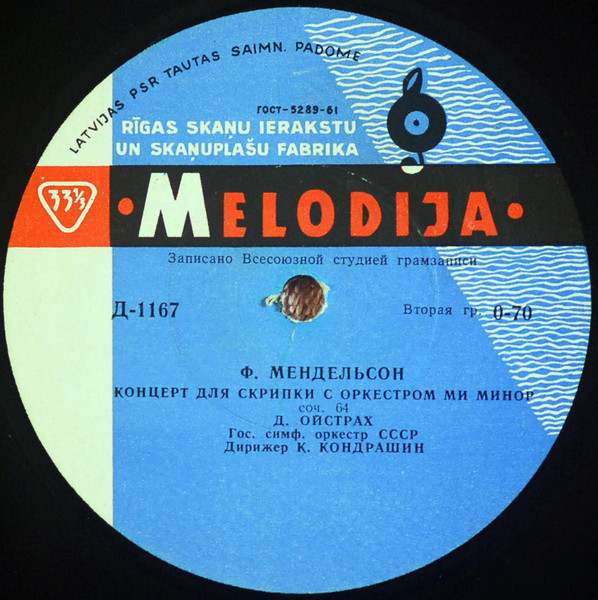 LATVIJAS PSR TAUTAS SAIMN. PADOME
ГОСТ-5289-61
RĪGAS SKAŅU IERAKSTU
UN SKAŅUPLAŠU FABRIKA
33⅓
•MELODIJA•
Записано Всесоюзной студией грамзаписи
Д-1167
Вторая гр. 0-70
Ф. МЕНДЕЛЬСОН
КОНЦЕРТ ДЛЯ СКРИПКИ С ОРКЕСТРОМ МИ МИНОР
соч. 64
Д. ОЙСТРАХ
Гос. симф. оркестр СССР
Дирижер К. КОНДРАШИН